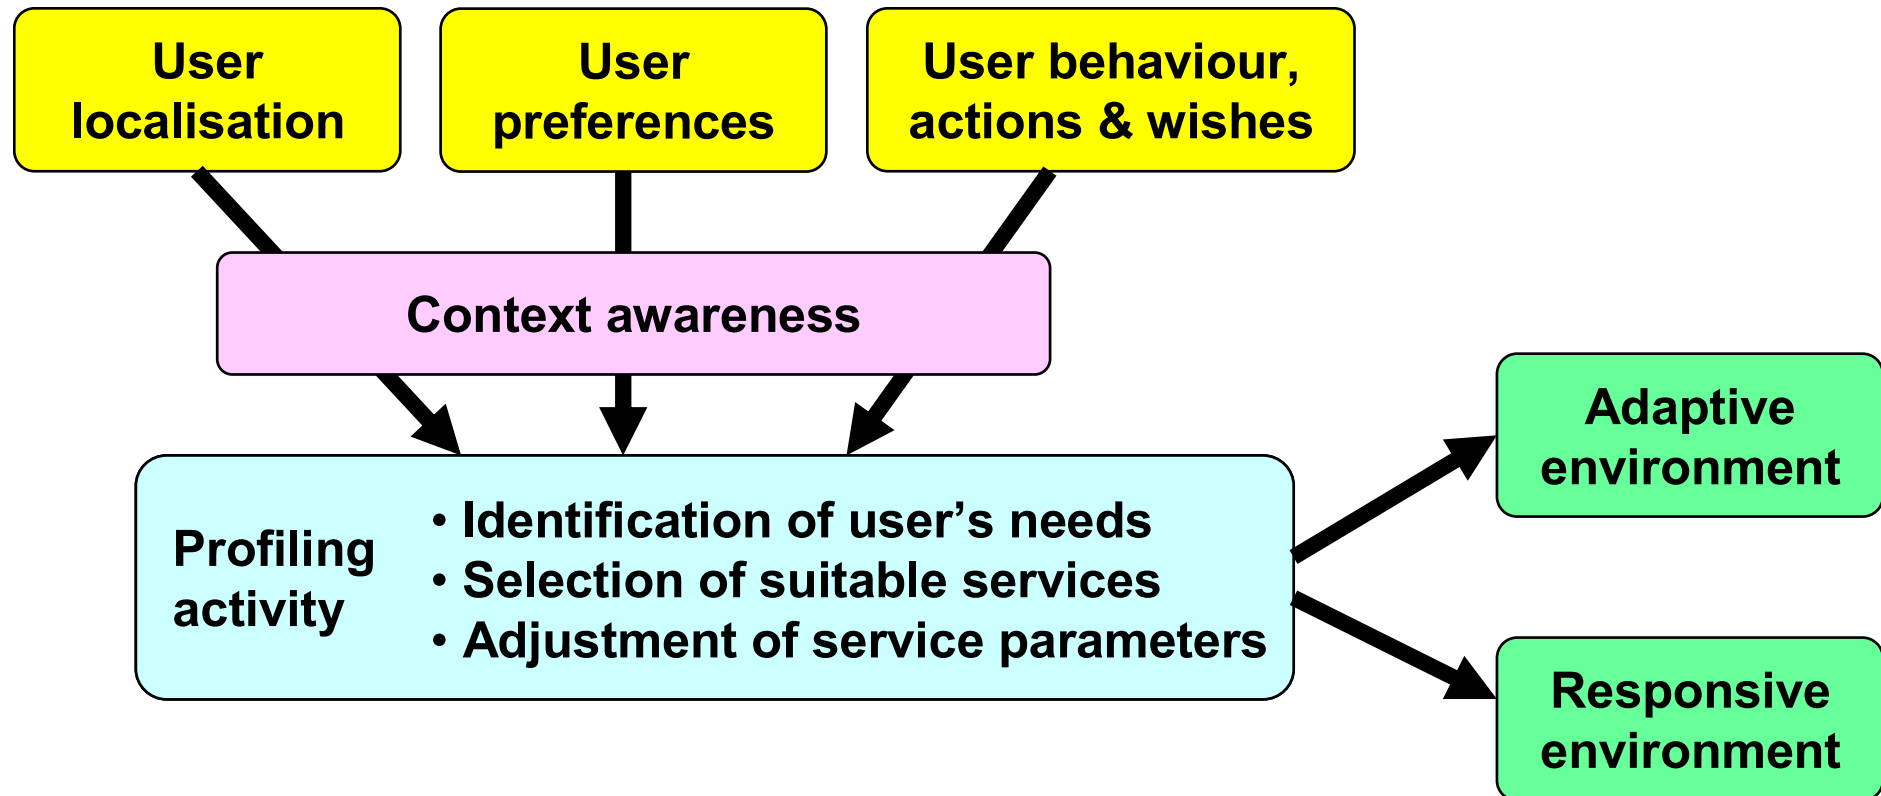 User
localisation
User
preferences
User behaviour,
actions & wishes
Context awareness
Profiling
activity
• Identification of user’s needs
• Selection of suitable services
• Adjustment of service parameters
Adaptive
environment
Responsive
environment